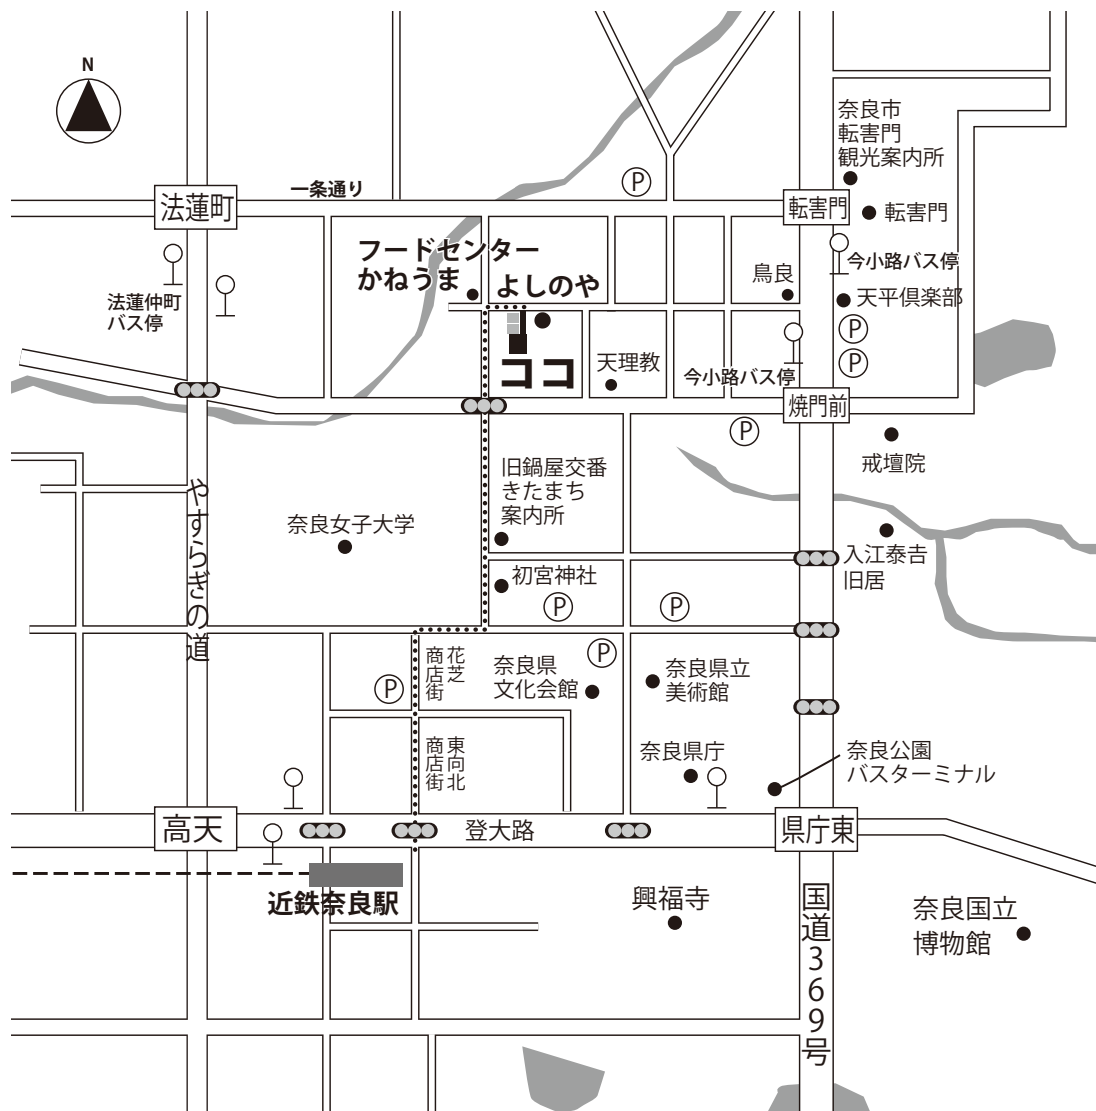 N
奈良市
転害門
観光案内所
一条通り
法蓮町
転害門
転害門
フードセンター
かねうま
よしのや
鳥良
今小路バス停
天平倶楽部
法蓮仲町
バス停
ココ
天理教
今小路バス停
焼門前
戒壇院
旧鍋屋交番
きたまち
案内所
奈良女子大学
やすらぎの道
入江泰𠮷
旧居
初宮神社
花芝
商店街
奈良県
文化会館
奈良県立
美術館
東向北
商店街
奈良県庁
奈良公園
バスターミナル
高天
登大路
県庁東
近鉄奈良駅
興福寺
国道369号
奈良国立
博物館
P
P
P
P
P
P
P
P